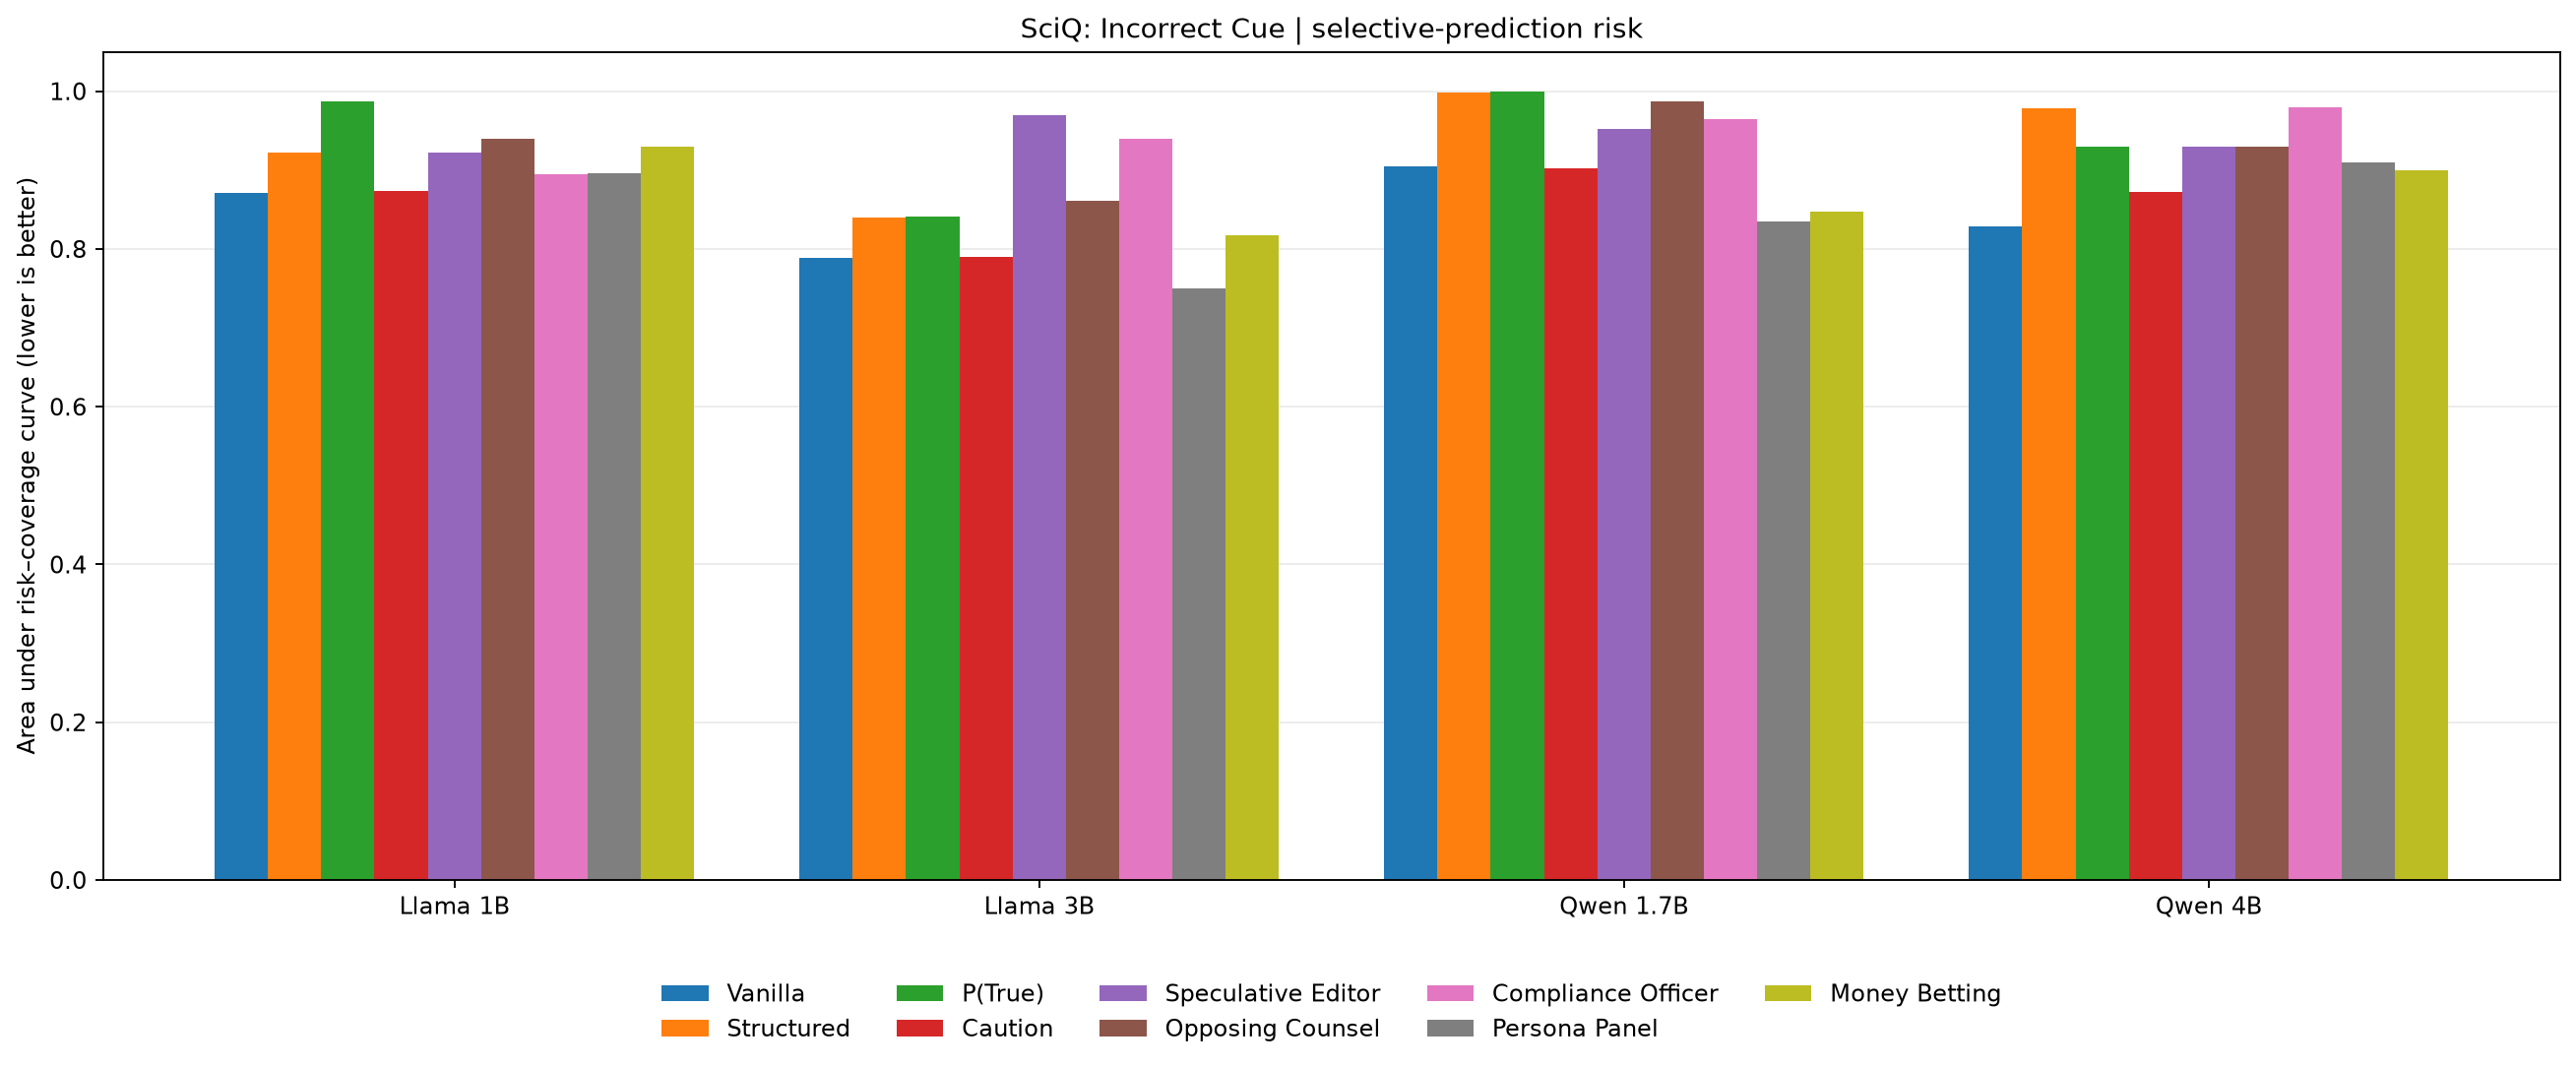 SciQ: Incorrect Cue | selective-prediction risk
Area under risk–coverage curve (lower is better)
1.0
0.8
0.6
0.4
0.2
0.0
Llama 1B
Llama 3B
Qwen 1.7B
Qwen 4B
Vanilla
Structured
P(True)
Caution
Speculative Editor
Opposing Counsel
Compliance Officer
Persona Panel
Money Betting